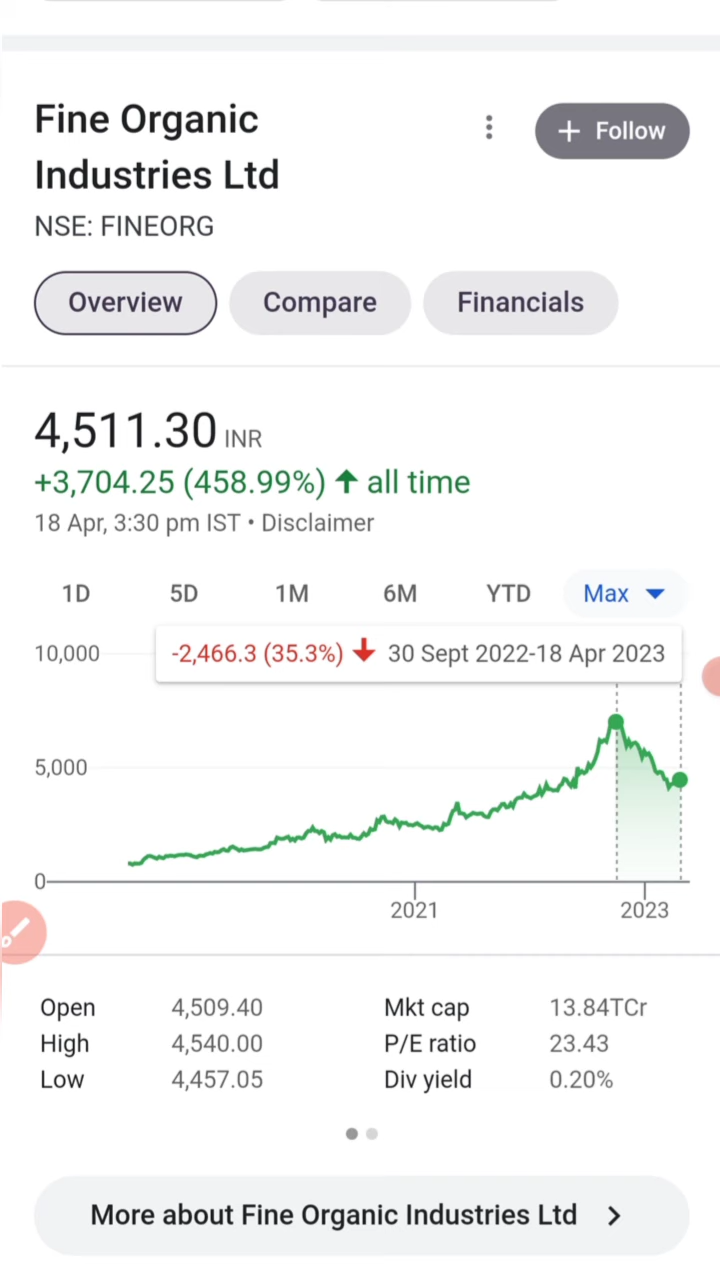 Fine Organic
Industries Ltd
+ Follow
NSE: FINEORG
Overview Compare Financials
4,511.30 INR
+3,704.25 (458.99%) ↑ all time
18 Apr, 3:30 pm IST • Disclaimer
1D 5D 1M 6M YTD Max
10,000
-2,466.3 (35.3%) ↓ 30 Sept 2022-18 Apr 2023
5,000
0
2021 2023
Open 4,509.40 Mkt cap 13.84TCr
High 4,540.00 P/E ratio 23.43
Low 4,457.05 Div yield 0.20%
More about Fine Organic Industries Ltd >